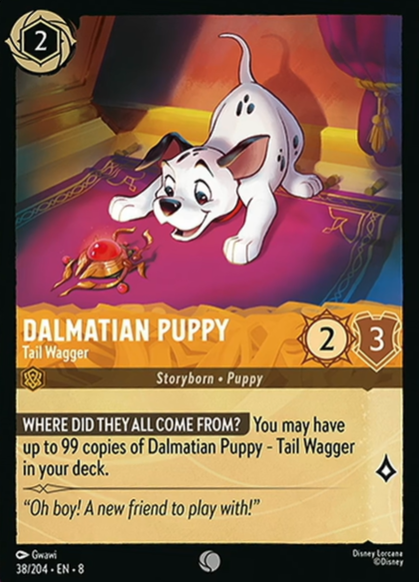 2
DALMATIAN PUPPY
Tail Wagger
2 3
Storyborn • Puppy
WHERE DID THEY ALL COME FROM? You may have
up to 99 copies of Dalmatian Puppy - Tail Wagger
in your deck.
“Oh boy! A new friend to play with!”
Gwawi
38/204 • EN • 8
Disney Lorcana
©Disney